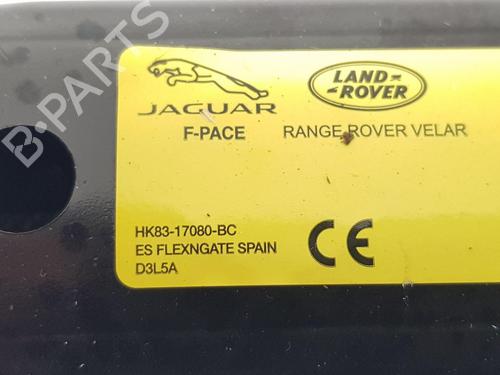 JAGUAR
LAND
ROVER
F-PACE
RANGE ROVER VELAR
HK83-17080-BC
ES FLEXNGATE SPAIN
D3L5A
CE
B-PARTS